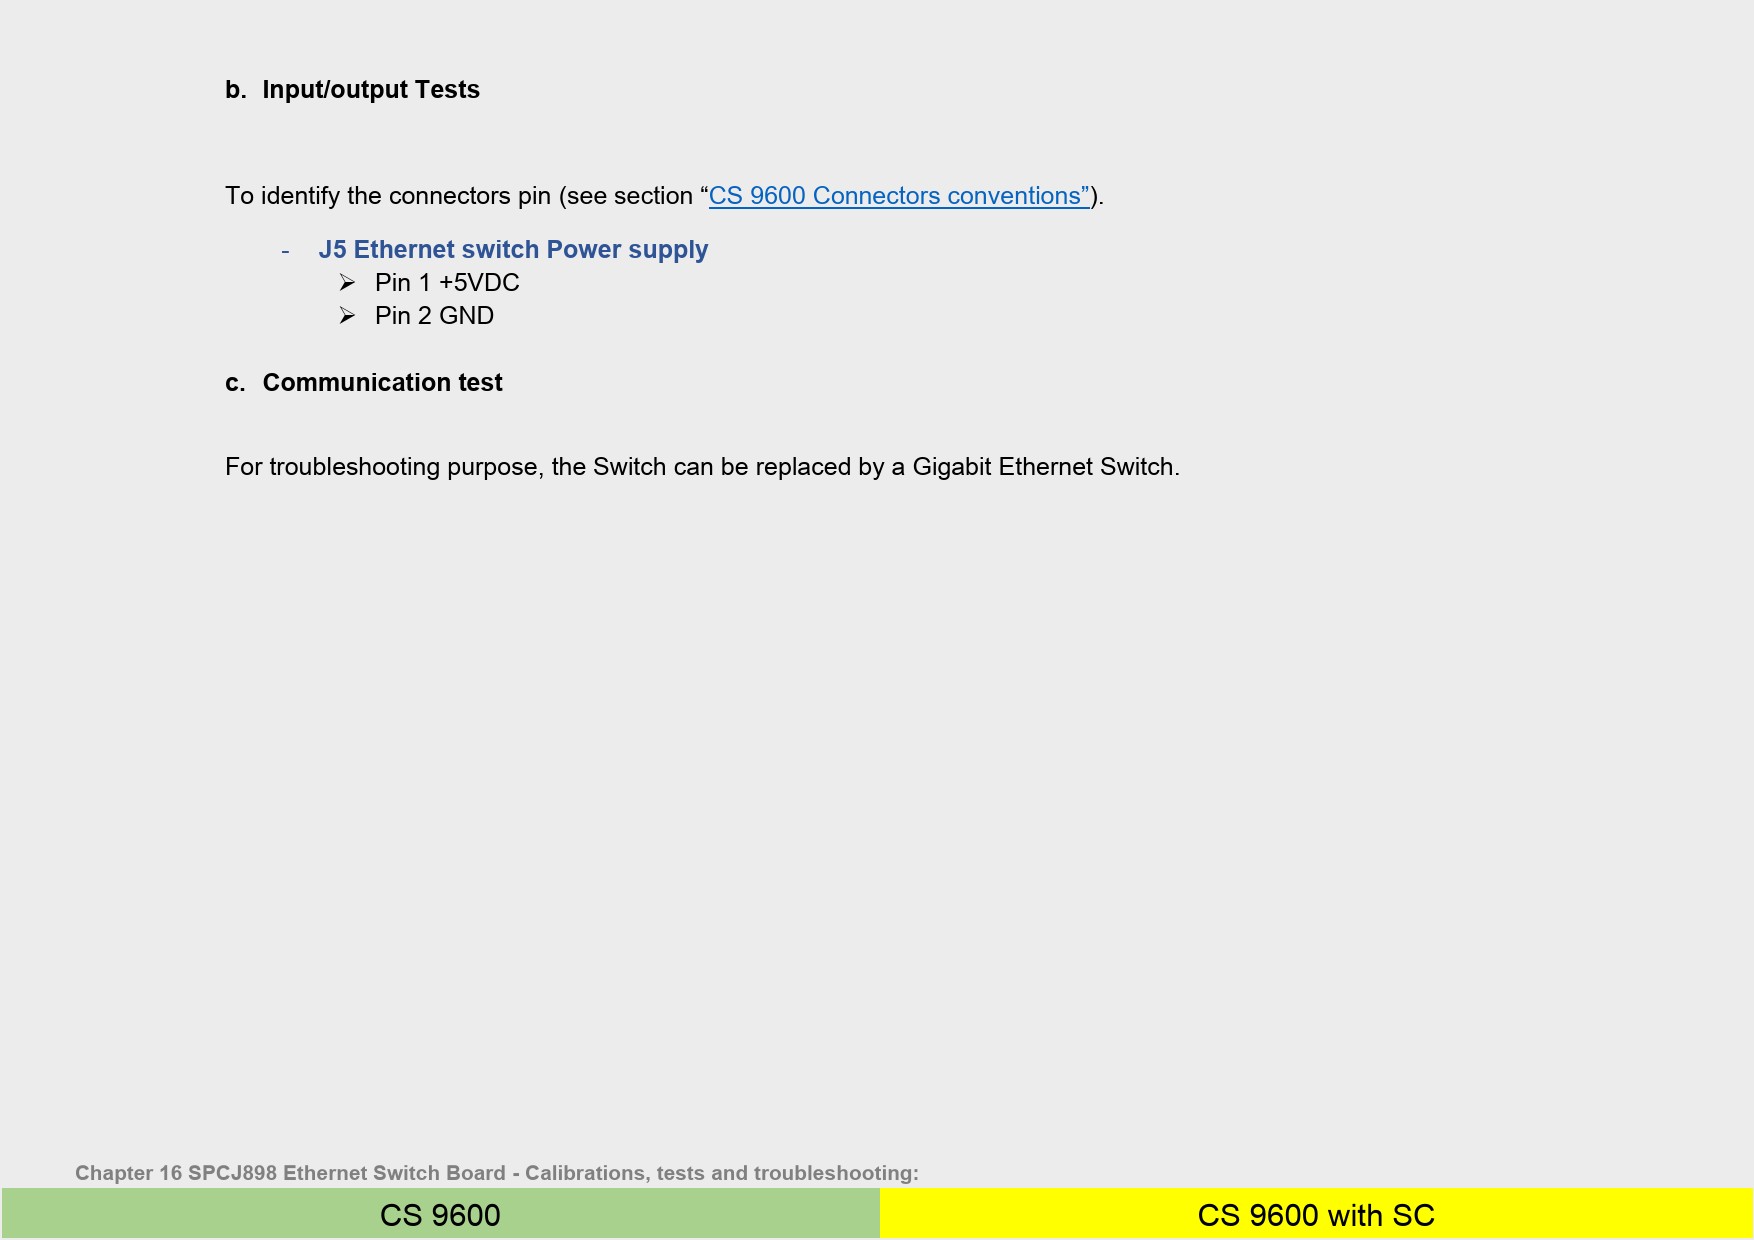 b. Input/output Tests
To identify the connectors pin (see section “CS 9600 Connectors conventions”).
- J5 Ethernet switch Power supply
➢ Pin 1 +5VDC
➢ Pin 2 GND
c. Communication test
For troubleshooting purpose, the Switch can be replaced by a Gigabit Ethernet Switch.
Chapter 16 SPCJ898 Ethernet Switch Board - Calibrations, tests and troubleshooting:
CS 9600
CS 9600 with SC